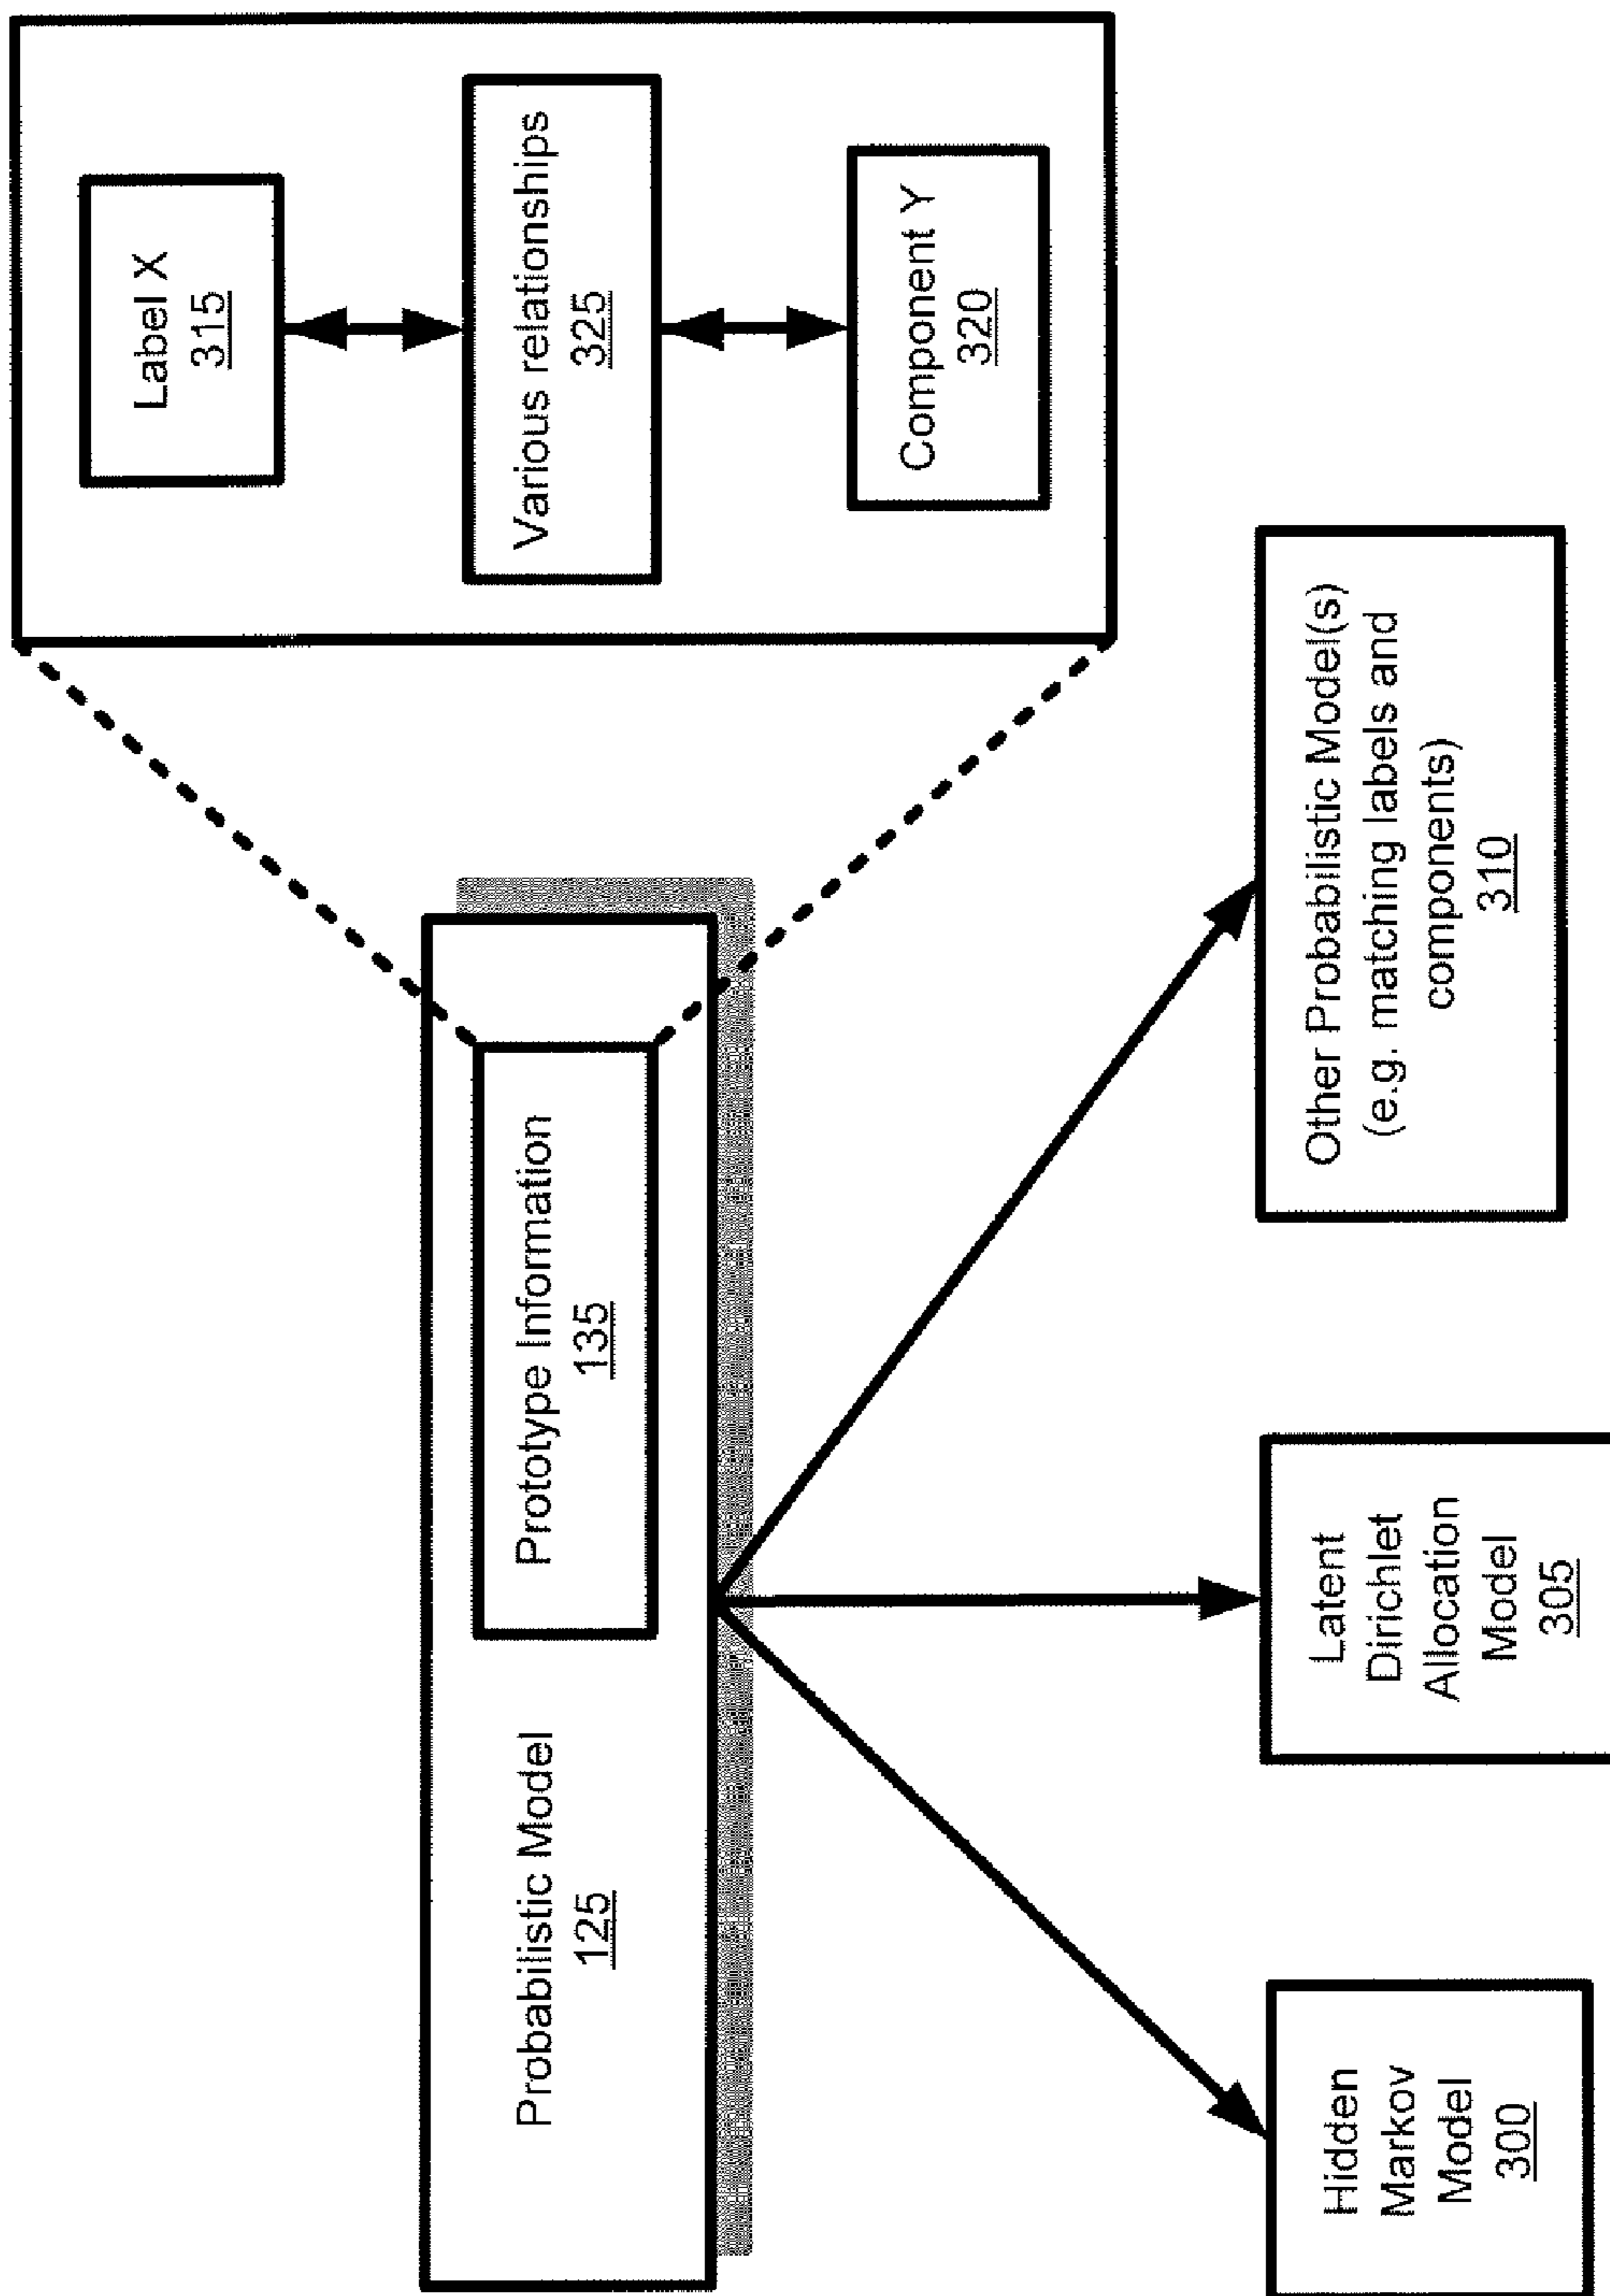 Label X
315
Various relationships
325
Component Y
320
Probabilistic Model
125
Prototype Information
135
Hidden
Markov
Model
300
Latent
Dirichlet
Allocation
Model
305
Other Probabilistic Model(s)
(e.g. matching labels and
components)
310